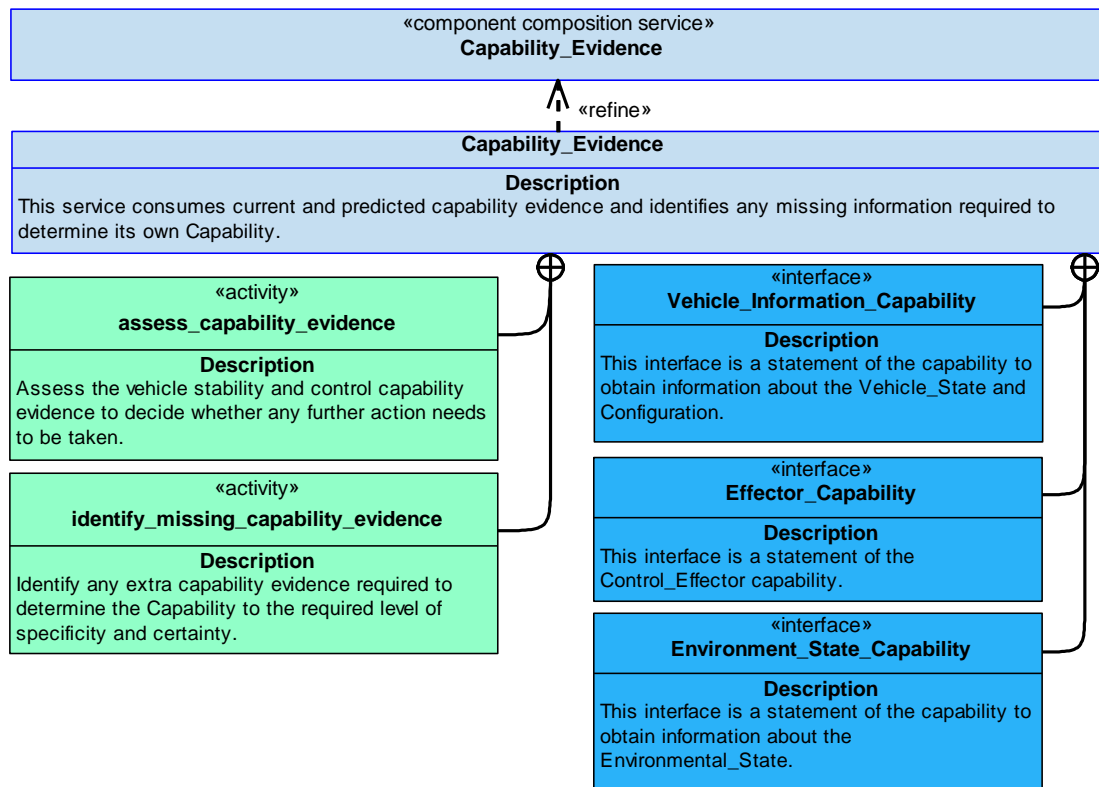 «component composition service»
Capability_Evidence
«refine»
Capability_Evidence
Description
This service consumes current and predicted capability evidence and identifies any missing information required to
determine its own Capability.
«activity»
assess_capability_evidence
Description
Assess the vehicle stability and control capability
evidence to decide whether any further action needs
to be taken.
«activity»
identify_missing_capability_evidence
Description
Identify any extra capability evidence required to
determine the Capability to the required level of
specificity and certainty.
«interface»
Vehicle_Information_Capability
Description
This interface is a statement of the capability to
obtain information about the Vehicle_State and
Configuration.
«interface»
Effector_Capability
Description
This interface is a statement of the
Control_Effector capability.
«interface»
Environment_State_Capability
Description
This interface is a statement of the capability to
obtain information about the
Environmental_State.